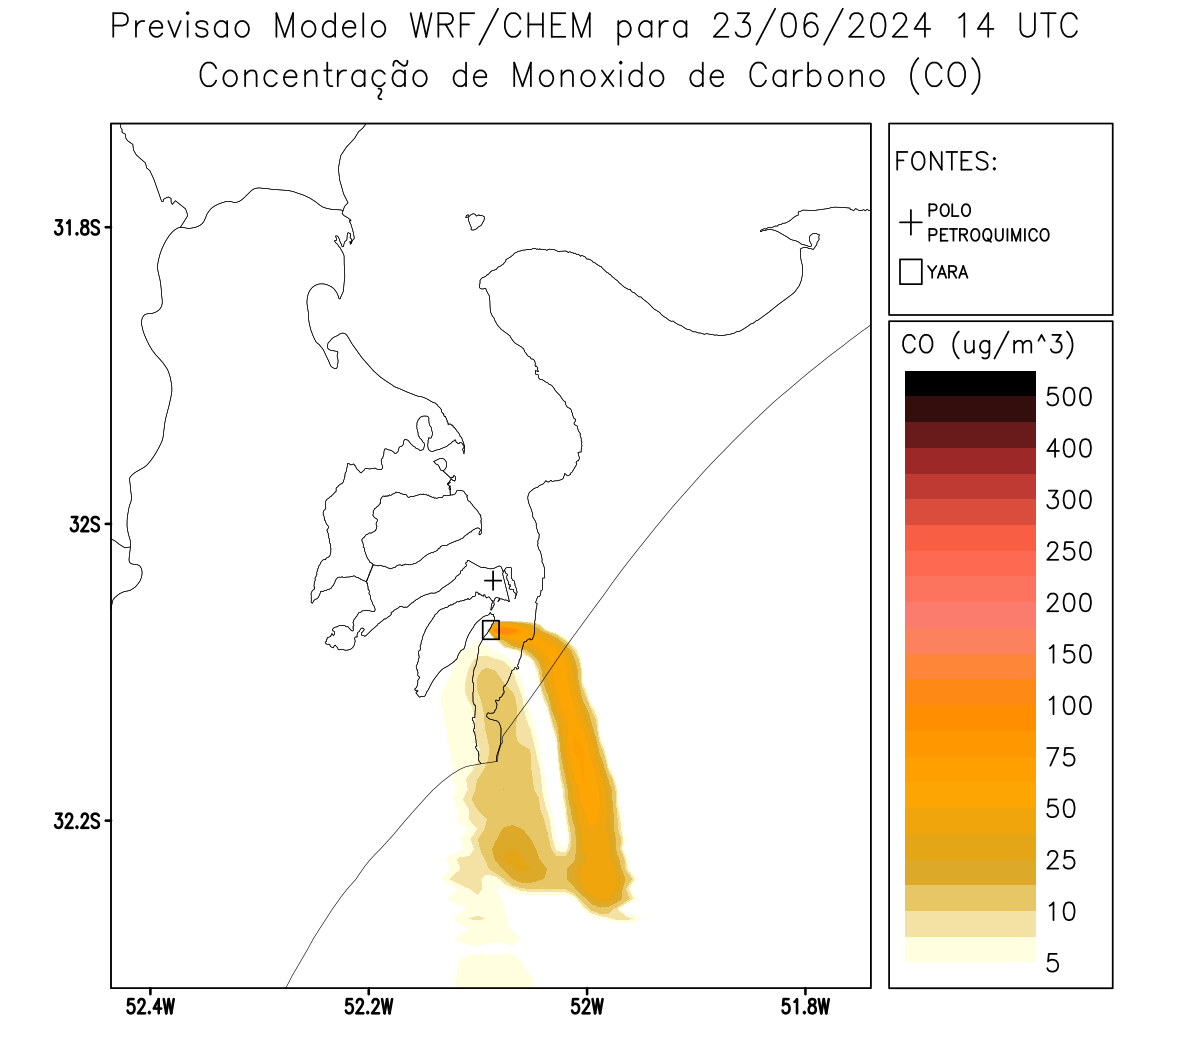 Previsao Modelo WRF/CHEM para 23/06/2024 14 UTC
Concentração de Monoxido de Carbono (CO)
FONTES:
POLO
PETROQUIMICO
YARA
CO (ug/m^3)
500
400
300
250
200
150
100
75
50
25
10
5
31.8S
32S
32.2S
52.4W
52.2W
52W
51.8W